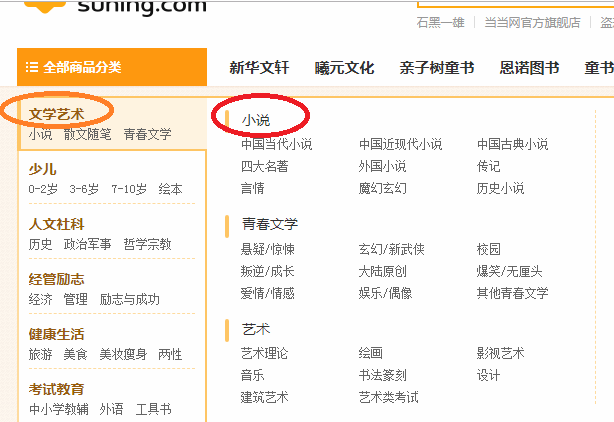 suning.com
石黑一雄 当当网官方旗舰店
全部商品分类
新华文轩 曦元文化 亲子树童书 恩诺图书 童书
文学艺术
小说 散文随笔 青春文学
少儿
0-2岁 3-6岁 7-10岁 绘本
人文社科
历史 政治军事 哲学宗教
经管励志
经济 管理 励志与成功
健康生活
旅游 美食 美妆瘦身 两性
考试教育
中小学教辅 外语 工具书
小说
中国当代小说 中国近现代小说 中国古典小说
四大名著 外国小说 传记
言情 魔幻玄幻 历史小说
青春文学
悬疑/惊悚 玄幻/新武侠 校园
叛逆/成长 大陆原创 爆笑/无厘头
爱情/情感 娱乐/偶像 其他青春文学
艺术
艺术理论 绘画 影视艺术
音乐 书法篆刻 设计
建筑艺术 艺术类考试